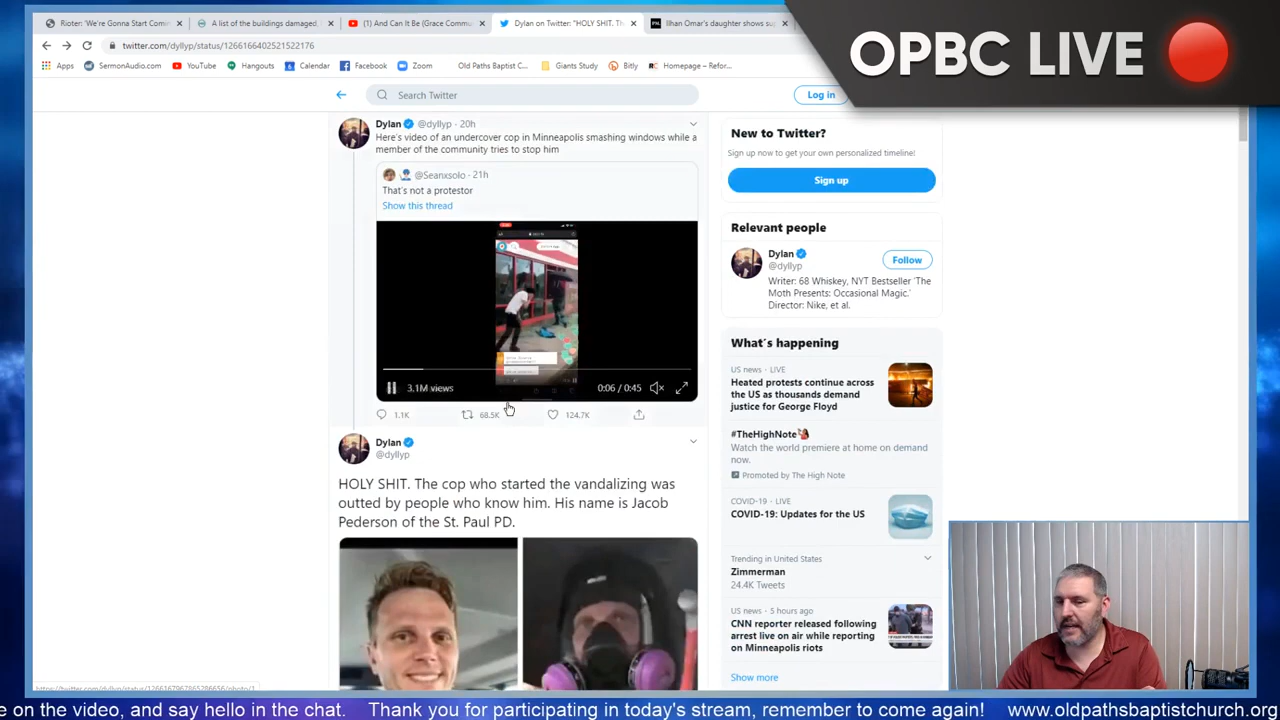 Rioter: 'We're Gonna Start Comin
A list of the buildings damaged,
(1) And Can It Be (Grace Commu
Dylan on Twitter: "HOLY SHIT. Th
Ilhan Omar's daughter shows su
OPBC LIVE
twitter.com/dyllyp/status/1266166402521522176
Apps
SermonAudio.com
YouTube
Hangouts
Calendar
Facebook
Zoom
Old Paths Baptist C...
Giants Study
Bitly
Homepage – Refor...
Search Twitter
Log in
Dylan @dyllyp · 20h
Here's video of an undercover cop in Minneapolis smashing windows while a
member of the community tries to stop him
@Seanxsolo · 21h
That's not a protestor
Show this thread
3.1M views
0:06 / 0:45
1.1K
68.5K
124.7K
Dylan
@dyllyp
HOLY SHIT. The cop who started the vandalizing was
outted by people who know him. His name is Jacob
Pederson of the St. Paul PD.
New to Twitter?
Sign up now to get your own personalized timeline!
Sign up
Relevant people
Dylan
@dyllyp
Follow
Writer: 68 Whiskey, NYT Bestseller 'The
Moth Presents: Occasional Magic.'
Director: Nike, et al.
What's happening
US news · LIVE
Heated protests continue across
the US as thousands demand
justice for George Floyd
#TheHighNote
Watch the world premiere at home on demand
now.
Promoted by The High Note
COVID-19 · LIVE
COVID-19: Updates for the US
Trending in United States
Zimmerman
24.4K Tweets
US news · 5 hours ago
CNN reporter released following
arrest live on air while reporting
on Minneapolis riots
Show more
e on the video, and say hello in the chat. Thank you for participating in today's stream, remember to come again! www.oldpathsbaptistchurch.org